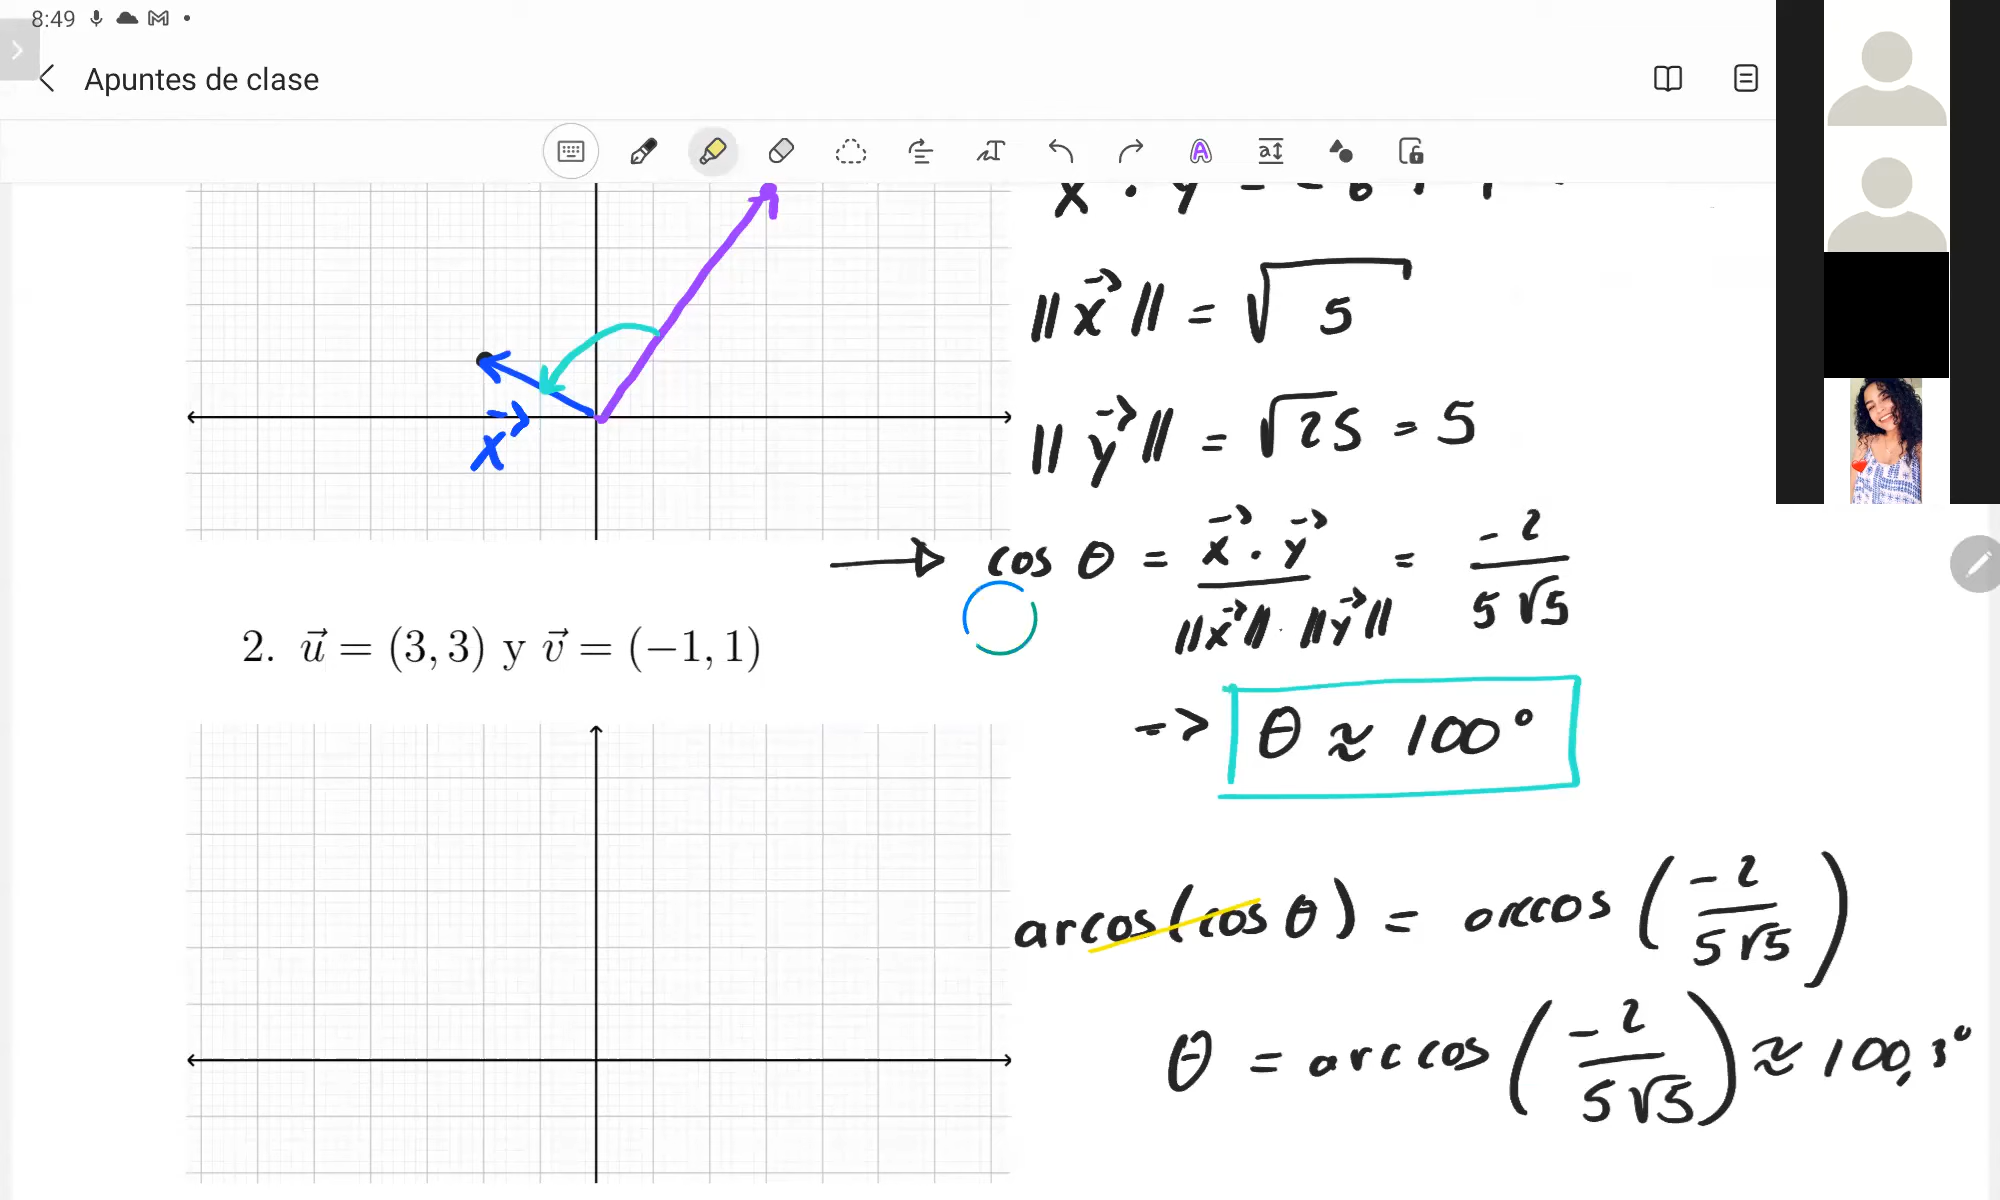 8:49
Apuntes de clase
‖x⃗‖ = √5
‖y⃗‖ = √25 = 5
x⃗
cos θ = x⃗ · y⃗ / ‖x⃗‖ · ‖y⃗‖ = -2 / 5√5
2. u⃗ = (3, 3) y v⃗ = (−1, 1)
-> θ ≈ 100°
arcos(cos θ) = arccos (-2 / 5√5)
θ = arccos (-2 / 5√5) ≈ 100,3°